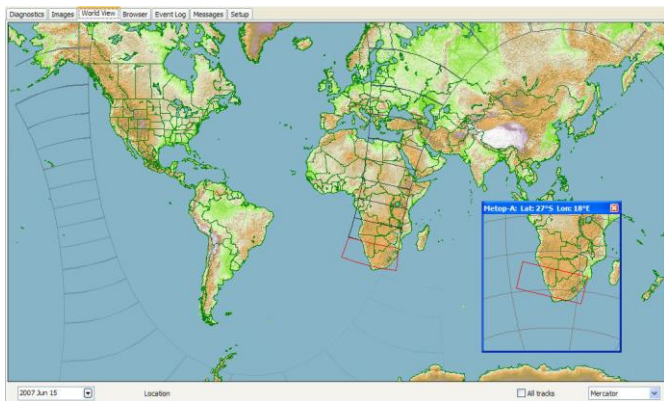 Diagnostics Images World View Browser Event Log Messages Setup
Metop-A: Lat: 27°S Lon: 18°E
2007 Jun 15 Location All tracks Mercator